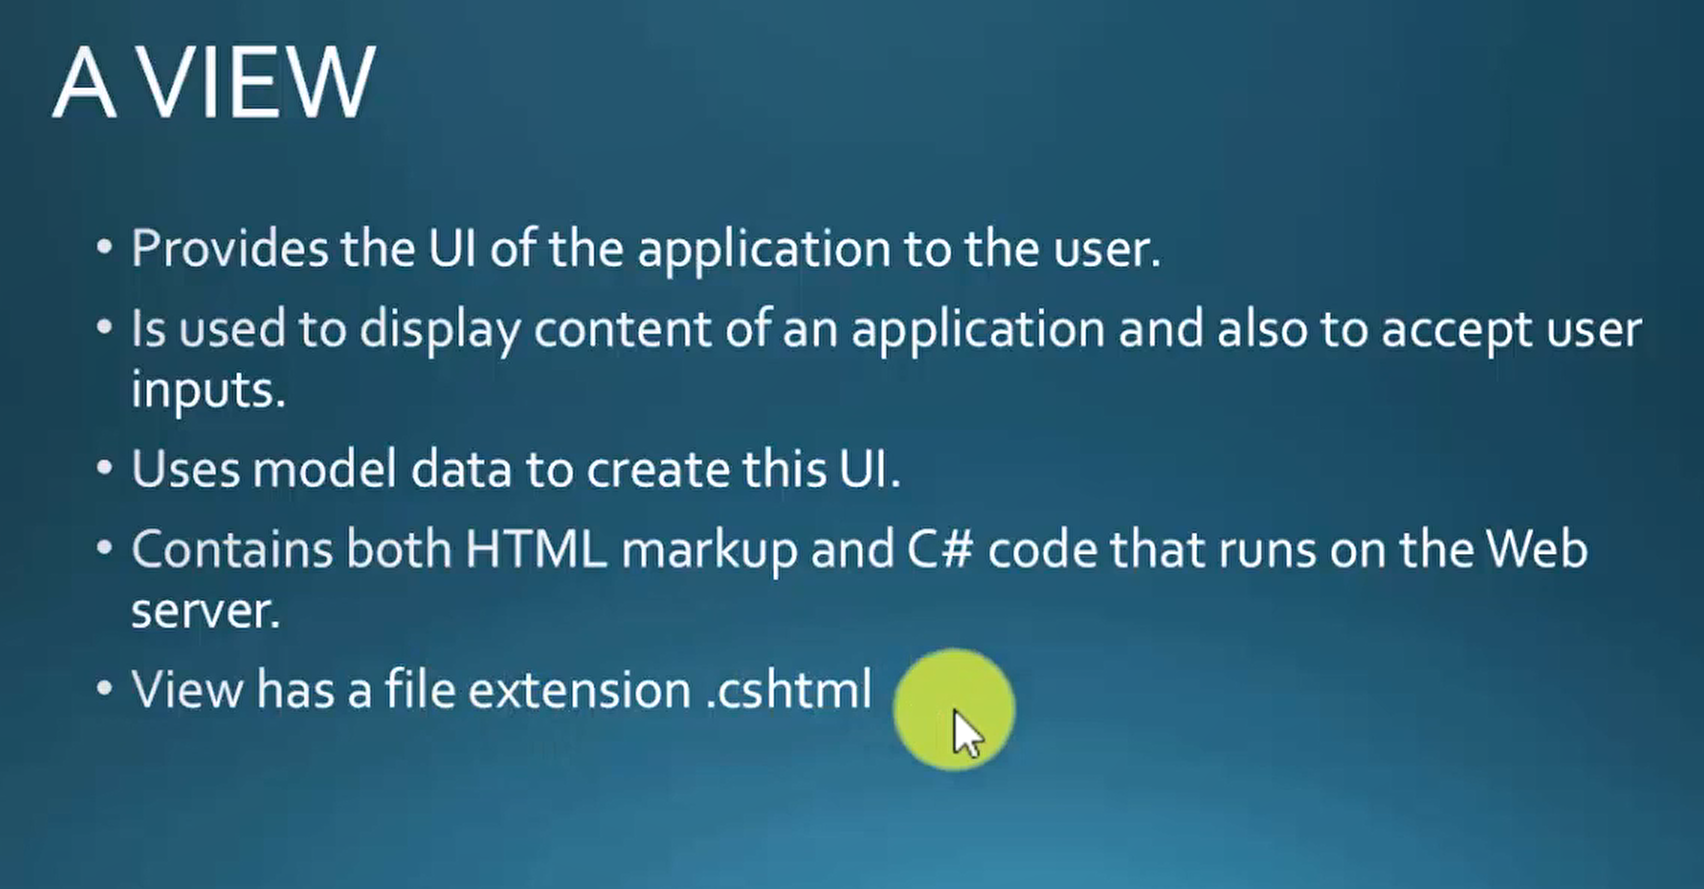 A VIEW
• Provides the UI of the application to the user.
• Is used to display content of an application and also to accept user
inputs.
• Uses model data to create this UI.
• Contains both HTML markup and C# code that runs on the Web
server.
• View has a file extension .cshtml